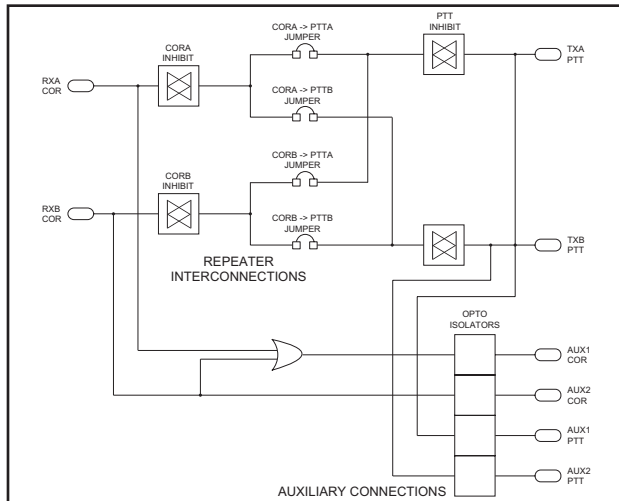 CORA -> PTTA
JUMPER
PTT
INHIBIT
CORA
INHIBIT
TXA
PTT
RXA
COR
CORA -> PTTB
JUMPER
CORB -> PTTA
JUMPER
CORB
INHIBIT
RXB
COR
CORB -> PTTB
JUMPER
TXB
PTT
REPEATER
INTERCONNECTIONS
OPTO
ISOLATORS
AUX1
COR
AUX2
COR
AUX1
PTT
AUX2
PTT
AUXILIARY CONNECTIONS